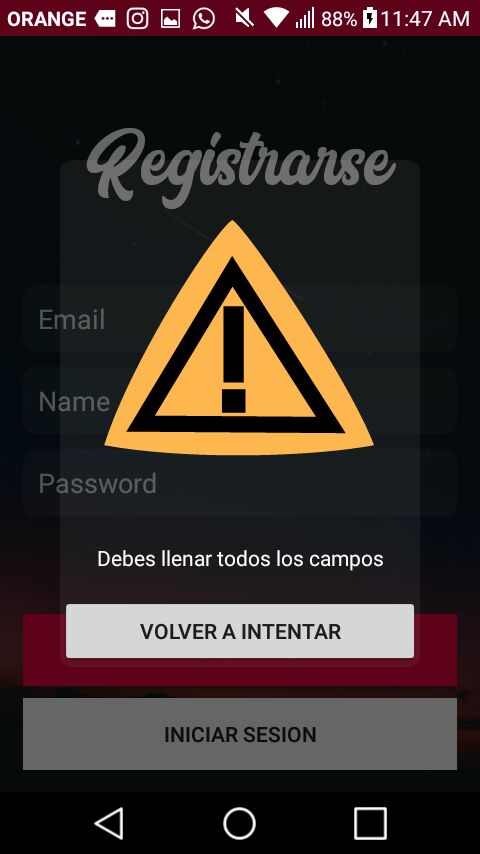 ORANGE 88% 11:47 AM
Registrarse
Email
Name
Password
Debes llenar todos los campos
VOLVER A INTENTAR
INICIAR SESION